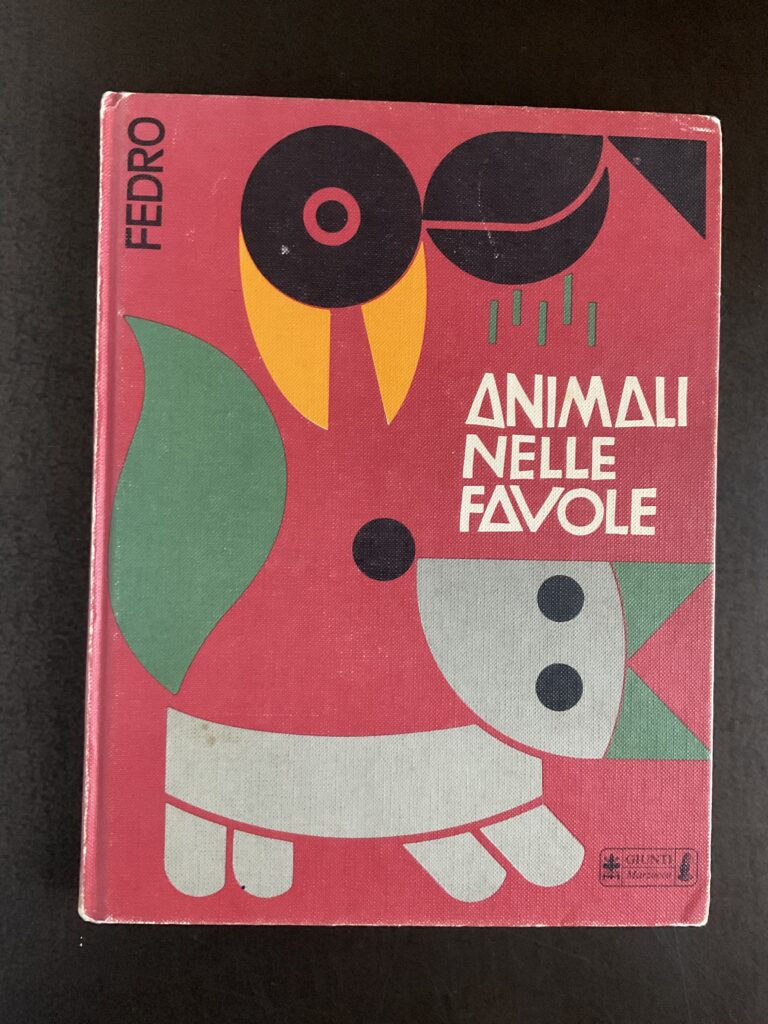 FEDRO
ANIMALI
NELLE
FAVOLE
GIUNTI
Marzocco